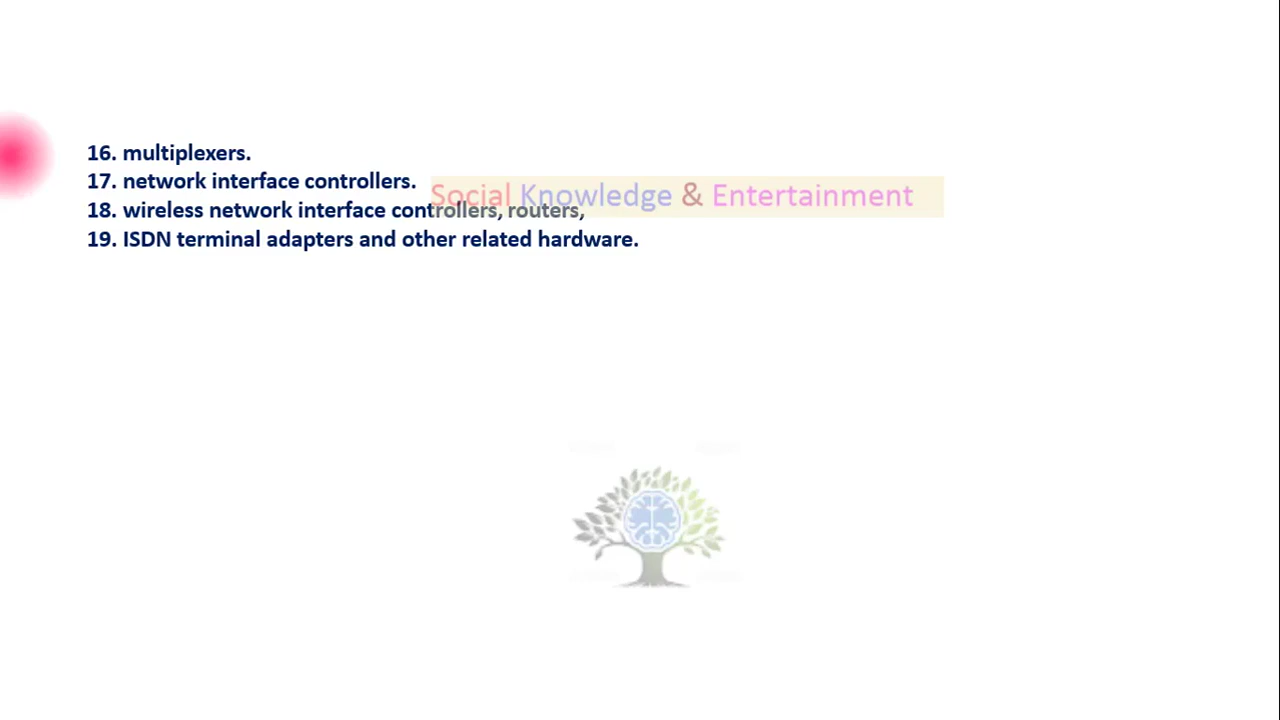 16. multiplexers.
17. network interface controllers.
Social Knowledge & Entertainment
18. wireless network interface controllers, routers,
19. ISDN terminal adapters and other related hardware.